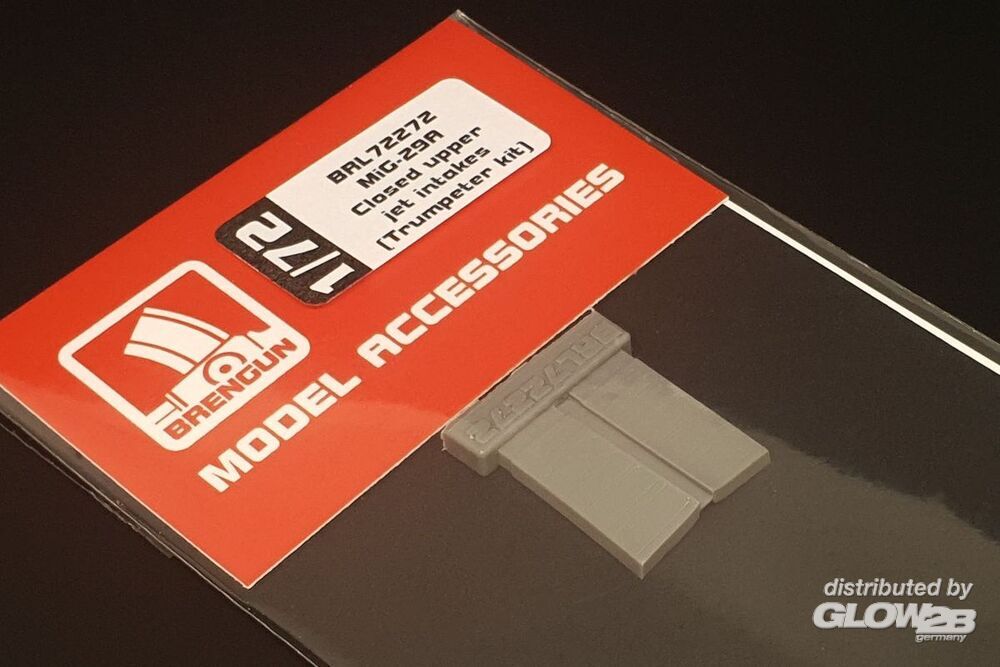 BRL72272
MiG-29A
Closed upper
jet intakes
(Trumpeter kit)
1/72
BRENGUN
MODEL ACCESSORIES
distributed by
GLOW2B
germany